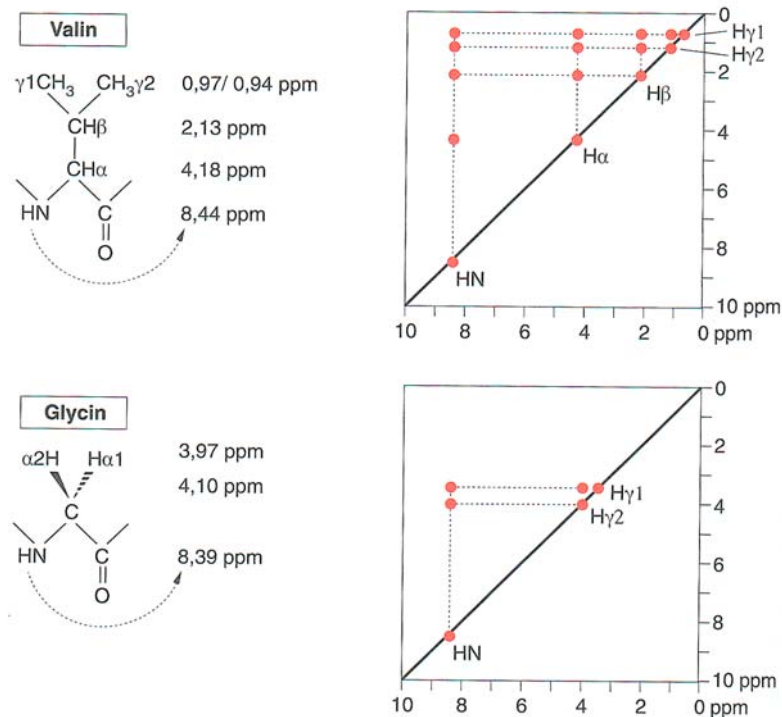 Valin
γ1CH3 CH3γ2 0,97/ 0,94 ppm
CHβ 2,13 ppm
CHα 4,18 ppm
HN C 8,44 ppm
O
0
Hγ1
Hγ2
2
Hβ
4
Hα
6
8
HN
10 ppm
10 8 6 4 2 0 ppm
Glycin
α2H Hα1 3,97 ppm
4,10 ppm
C
HN C 8,39 ppm
O
0
2
Hγ1
4
Hγ2
6
8
HN
10 ppm
10 8 6 4 2 0 ppm